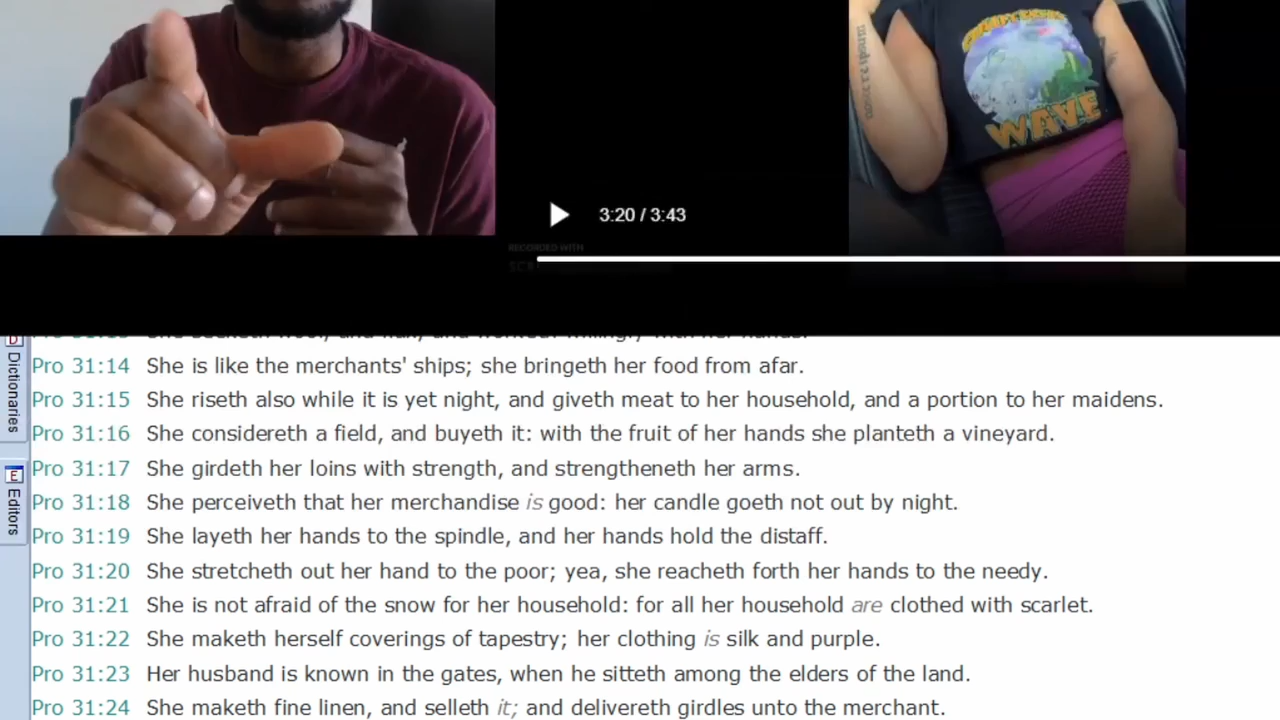 WAVE
3:20 / 3:43
RECORDED WITH
Pro 31:14 She is like the merchants' ships; she bringeth her food from afar.
Pro 31:15 She riseth also while it is yet night, and giveth meat to her household, and a portion to her maidens.
Pro 31:16 She considereth a field, and buyeth it: with the fruit of her hands she planteth a vineyard.
Pro 31:17 She girdeth her loins with strength, and strengtheneth her arms.
Pro 31:18 She perceiveth that her merchandise is good: her candle goeth not out by night.
Pro 31:19 She layeth her hands to the spindle, and her hands hold the distaff.
Pro 31:20 She stretcheth out her hand to the poor; yea, she reacheth forth her hands to the needy.
Pro 31:21 She is not afraid of the snow for her household: for all her household are clothed with scarlet.
Pro 31:22 She maketh herself coverings of tapestry; her clothing is silk and purple.
Pro 31:23 Her husband is known in the gates, when he sitteth among the elders of the land.
Pro 31:24 She maketh fine linen, and selleth it; and delivereth girdles unto the merchant.
D Dictionaries
E Editors